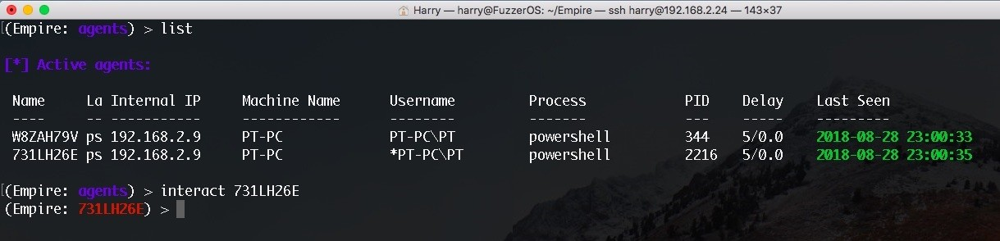 Harry — harry@FuzzerOS: ~/Empire — ssh harry@192.168.2.24 — 143×37
[(Empire: agents) > list
[*] Active agents:
Name La Internal IP Machine Name Username Process PID Delay Last Seen
---- -- ----------- ------------ -------- ------- --- ----- ---------
W8ZAH79V ps 192.168.2.9 PT-PC PT-PC\PT powershell 344 5/0.0 2018-08-28 23:00:33
731LH26E ps 192.168.2.9 PT-PC *PT-PC\PT powershell 2216 5/0.0 2018-08-28 23:00:35
[(Empire: agents) > interact 731LH26E
(Empire: 731LH26E) >